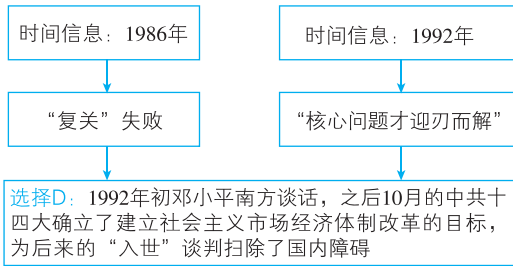 时间信息：1986年
时间信息：1992年
“复关”失败
“核心问题才迎刃而解”
选择D：1992年初邓小平南方谈话，之后10月的中共十
四大确立了建立社会主义市场经济体制改革的目标，
为后来的“入世”谈判扫除了国内障碍